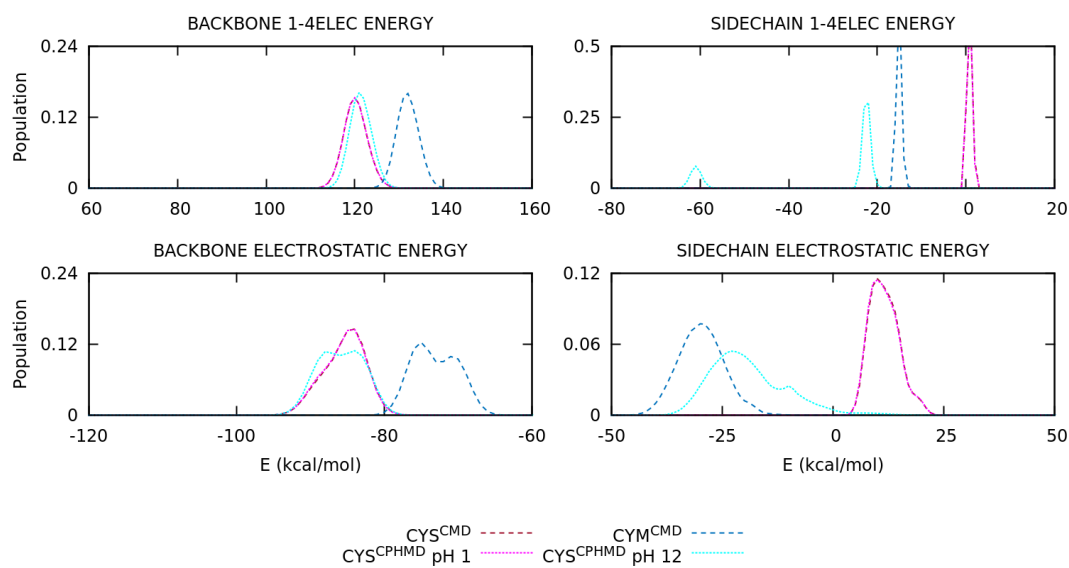 BACKBONE 1-4ELEC ENERGY
SIDECHAIN 1-4ELEC ENERGY
0.24
0.12
0
Population
60 80 100 120 140 160
0.5
0.25
0
-80 -60 -40 -20 0 20
BACKBONE ELECTROSTATIC ENERGY
SIDECHAIN ELECTROSTATIC ENERGY
0.24
0.12
0
Population
-120 -100 -80 -60
E (kcal/mol)
0.12
0.06
0
-50 -25 0 25 50
E (kcal/mol)
CYS^CMD
CYM^CMD
CYS^CPHMD pH 1
CYS^CPHMD pH 12